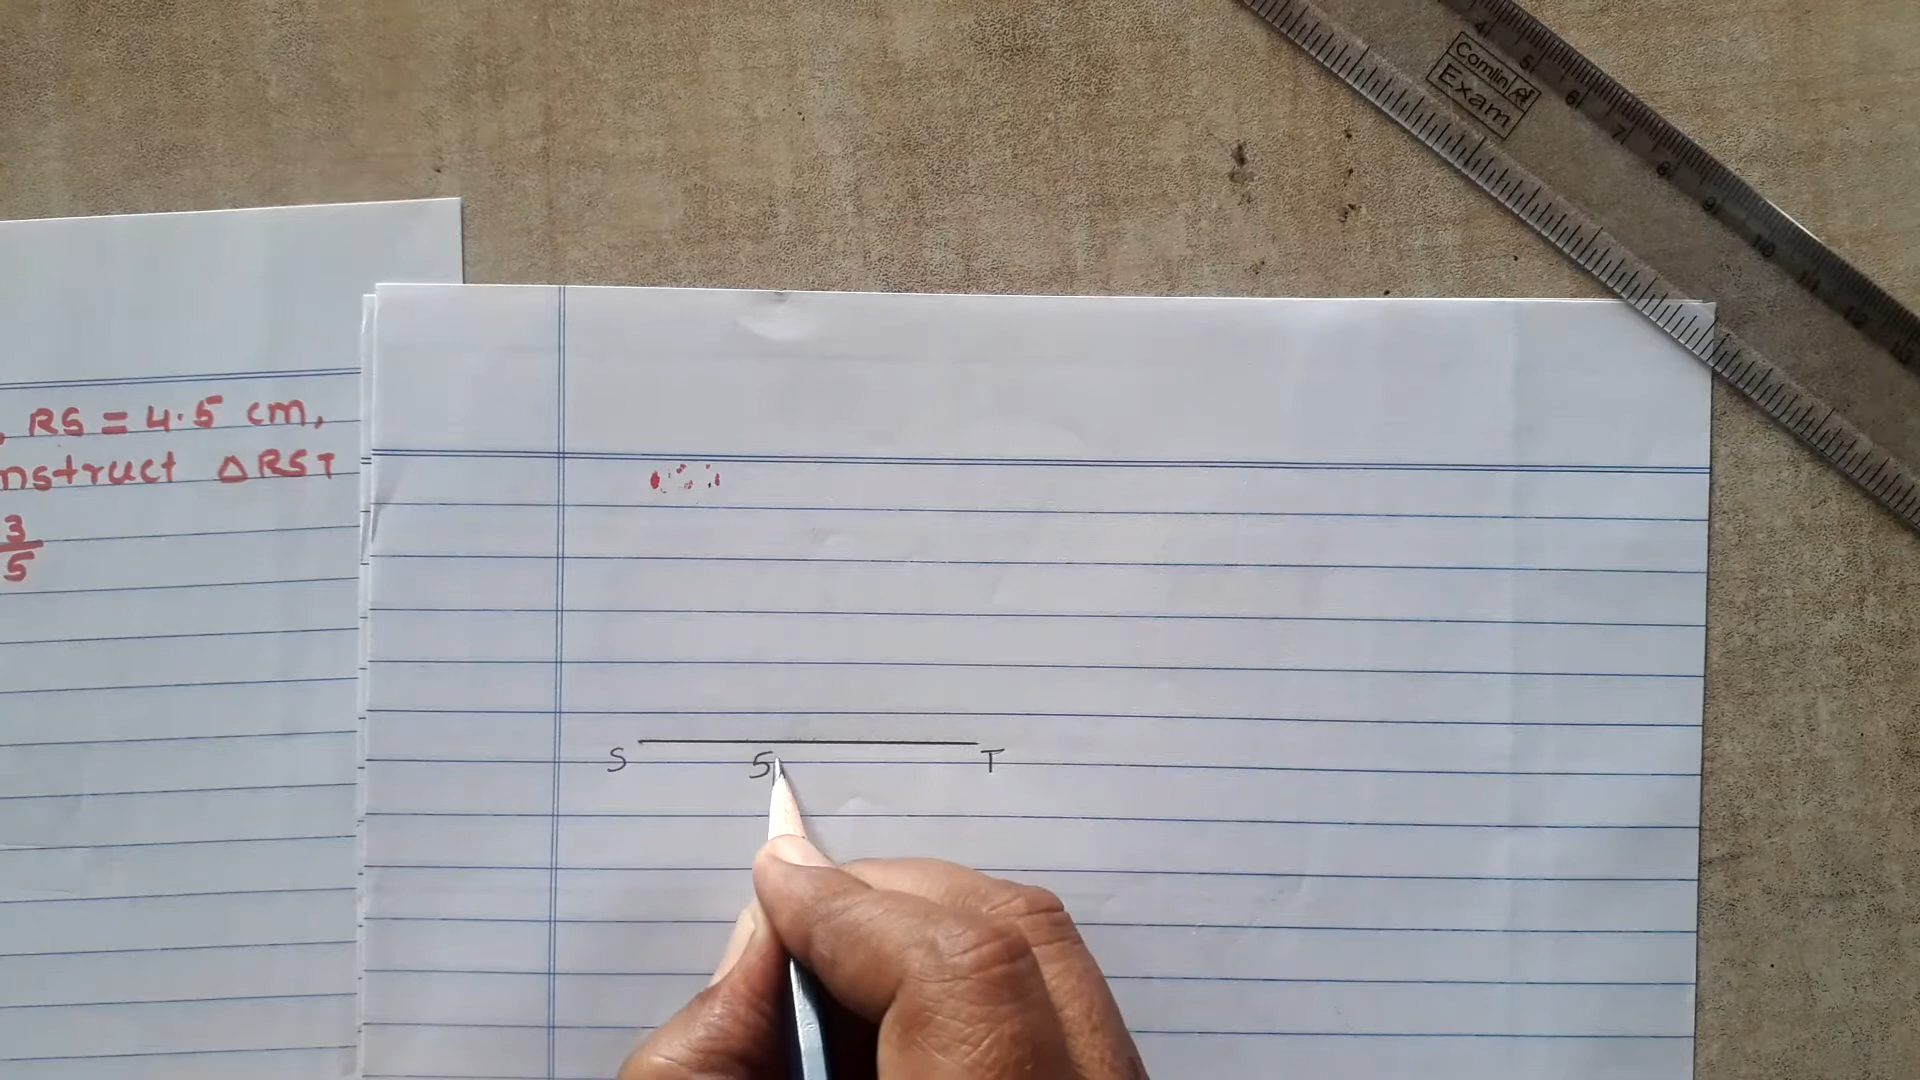 4 5 6 7 8 9 10 11 12 13
Comlin
Exam
, RS = 4.5 cm,
nstruct △RST
3/5
S 5 T